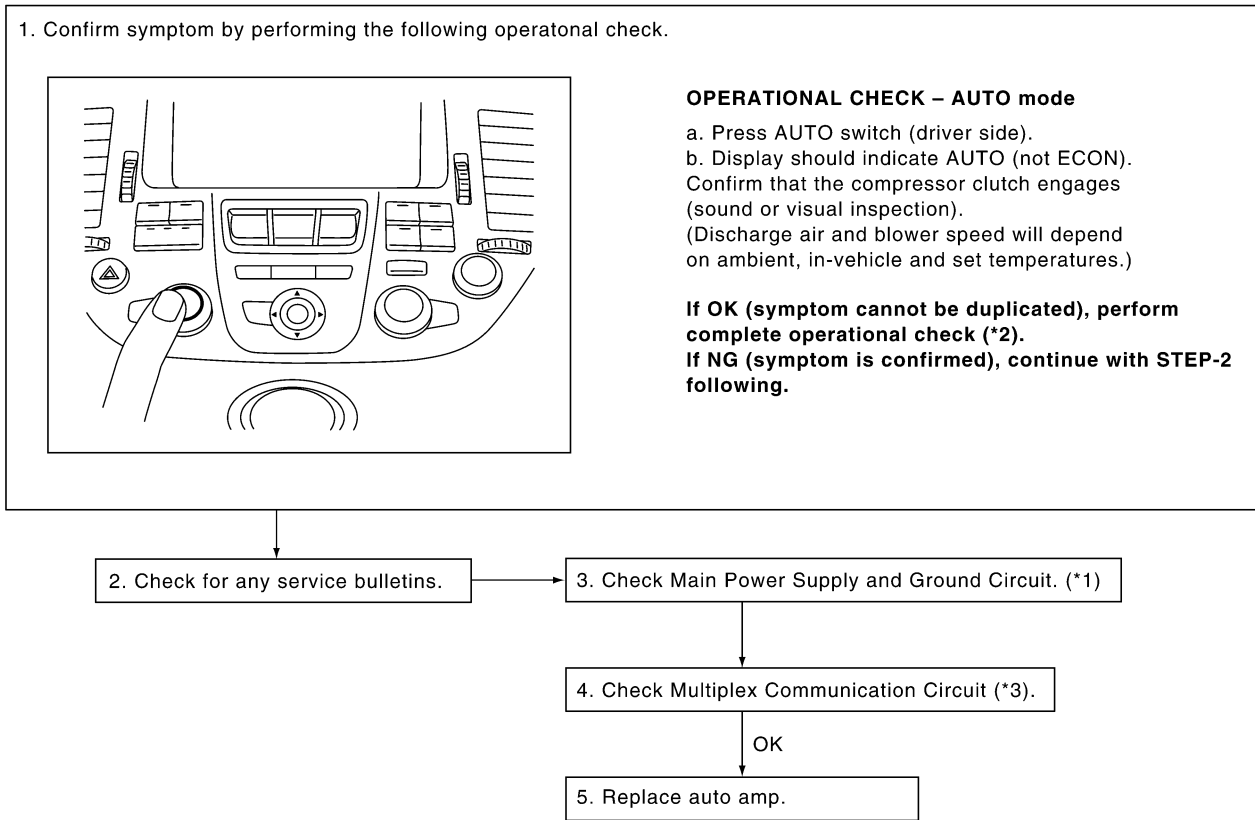 1. Confirm symptom by performing the following operatonal check.
OPERATIONAL CHECK – AUTO mode
a. Press AUTO switch (driver side).
b. Display should indicate AUTO (not ECON).
Confirm that the compressor clutch engages
(sound or visual inspection).
(Discharge air and blower speed will depend
on ambient, in-vehicle and set temperatures.)
If OK (symptom cannot be duplicated), perform
complete operational check (*2).
If NG (symptom is confirmed), continue with STEP-2
following.
2. Check for any service bulletins.
3. Check Main Power Supply and Ground Circuit. (*1)
4. Check Multiplex Communication Circuit (*3).
OK
5. Replace auto amp.